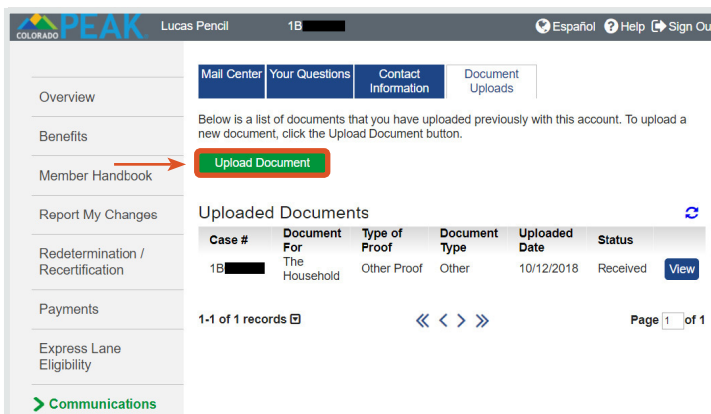 COLORADO PEAK Lucas Pencil 1B Español Help Sign Ou
Mail Center Your Questions Contact Information Document Uploads
Overview
Benefits
Member Handbook
Report My Changes
Redetermination /
Recertification
Payments
Express Lane
Eligibility
Communications
Below is a list of documents that you have uploaded previously with this account. To upload a
new document, click the Upload Document button.
Upload Document
Uploaded Documents
Case # Document For Type of Proof Document Type Uploaded Date Status
1B The Household Other Proof Other 10/12/2018 Received View
1-1 of 1 records Page 1 of 1